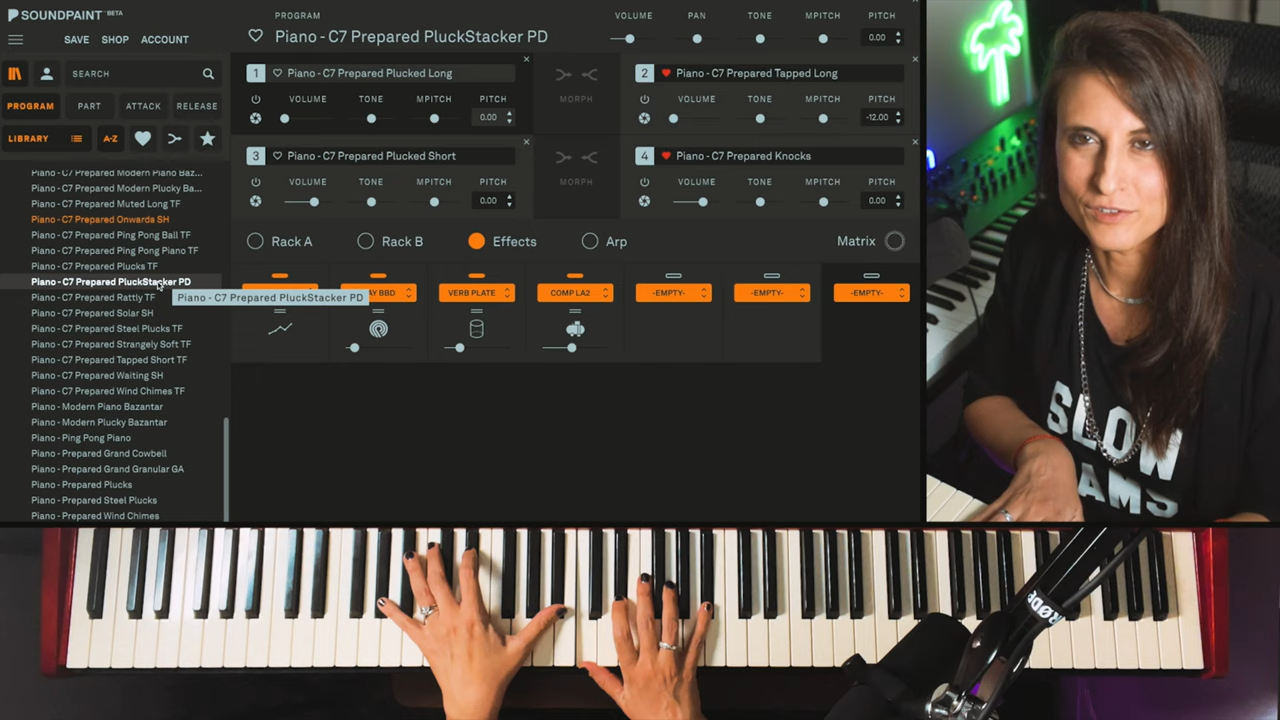 SOUNDPAINT BETA
SAVE SHOP ACCOUNT
SEARCH
PROGRAM PART ATTACK RELEASE
LIBRARY A-Z
Piano - C7 Prepared Modern Piano Baz...
Piano - C7 Prepared Modern Plucky Ba...
Piano - C7 Prepared Muted Long TF
Piano - C7 Prepared Onwards SH
Piano - C7 Prepared Ping Pong Ball TF
Piano - C7 Prepared Ping Pong Piano TF
Piano - C7 Prepared Plucks TF
Piano - C7 Prepared PluckStacker PD
Piano - C7 Prepared Rattly TF
Piano - C7 Prepared PluckStacker PD
Piano - C7 Prepared Solar SH
Piano - C7 Prepared Steel Plucks TF
Piano - C7 Prepared Strangely Soft TF
Piano - C7 Prepared Tapped Short TF
Piano - C7 Prepared Waiting SH
Piano - C7 Prepared Wind Chimes TF
Piano - Modern Piano Bazantar
Piano - Modern Plucky Bazantar
Piano - Ping Pong Piano
Piano - Prepared Grand Cowbell
Piano - Prepared Grand Granular GA
Piano - Prepared Plucks
Piano - Prepared Steel Plucks
Piano - Prepared Wind Chimes
PROGRAM
Piano - C7 Prepared PluckStacker PD
VOLUME PAN TONE MPITCH PITCH
0.00
1 Piano - C7 Prepared Plucked Long
VOLUME TONE MPITCH PITCH
0.00
MORPH
2 Piano - C7 Prepared Tapped Long
VOLUME TONE MPITCH PITCH
-12.00
3 Piano - C7 Prepared Plucked Short
VOLUME TONE MPITCH PITCH
0.00
MORPH
4 Piano - C7 Prepared Knocks
VOLUME TONE MPITCH PITCH
0.00
Rack A Rack B Effects Arp Matrix
AY BBD VERB PLATE COMP LA2 -EMPTY- -EMPTY- -EMPTY-
SLOW
AMS
RØDE